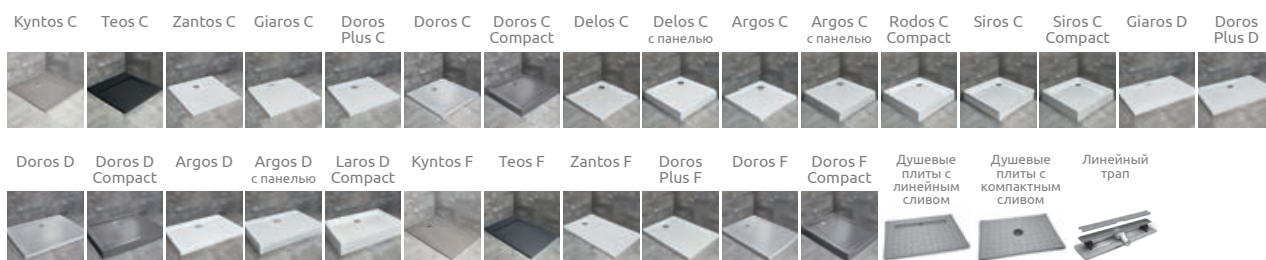 Kyntos C
Teos C
Zantos C
Giaros C
Doros
Plus C
Doros C
Doros C
Compact
Delos C
Delos C
с панелью
Argos C
Argos C
с панелью
Rodos C
Compact
Siros C
Siros C
Compact
Giaros D
Doros
Plus D
Doros D
Doros D
Compact
Argos D
Argos D
с панелью
Laros D
Compact
Kyntos F
Teos F
Zantos F
Doros
Plus F
Doros F
Doros F
Compact
Душевые
плиты с
линейным
сливом
Душевые
плиты с
компактным
сливом
Линейный
трап